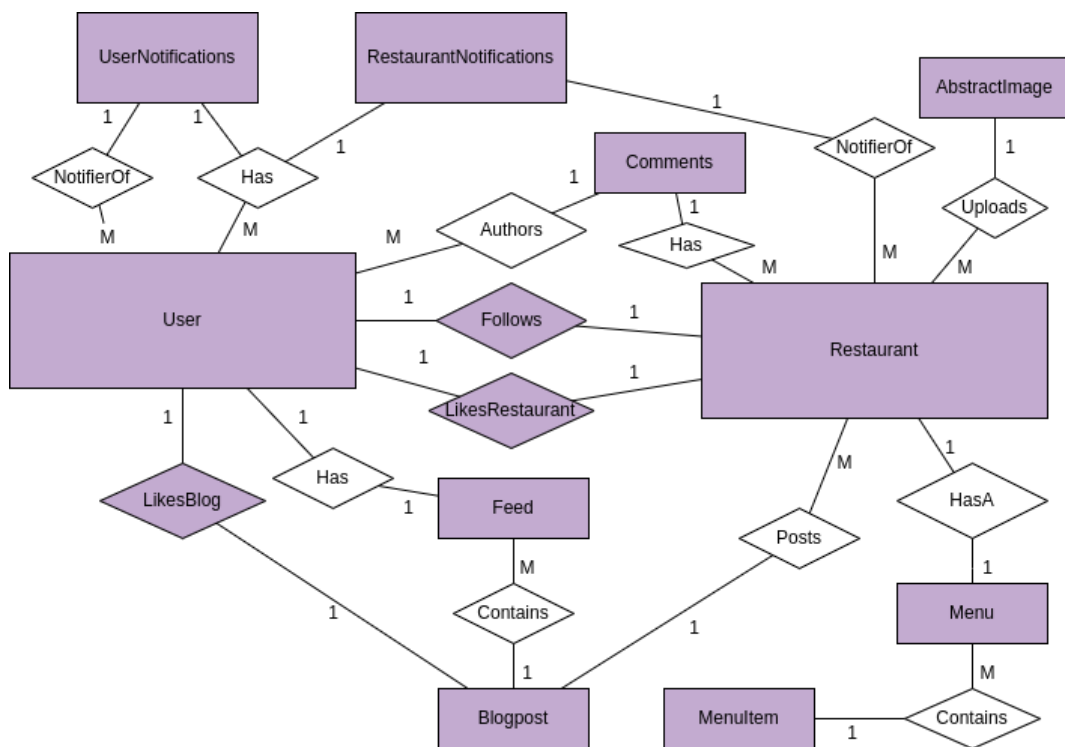 UserNotifications
RestaurantNotifications
AbstractImage
1
1
1
1
1
NotifierOf
Has
Comments
NotifierOf
1
1
1
Uploads
M
M
M
Authors
Has
M
M
M
User
1
Follows
1
Restaurant
1
LikesRestaurant
1
1
1
M
1
LikesBlog
Has
1
Feed
HasA
Posts
M
1
1
Contains
1
Menu
1
M
Blogpost
MenuItem
1
Contains